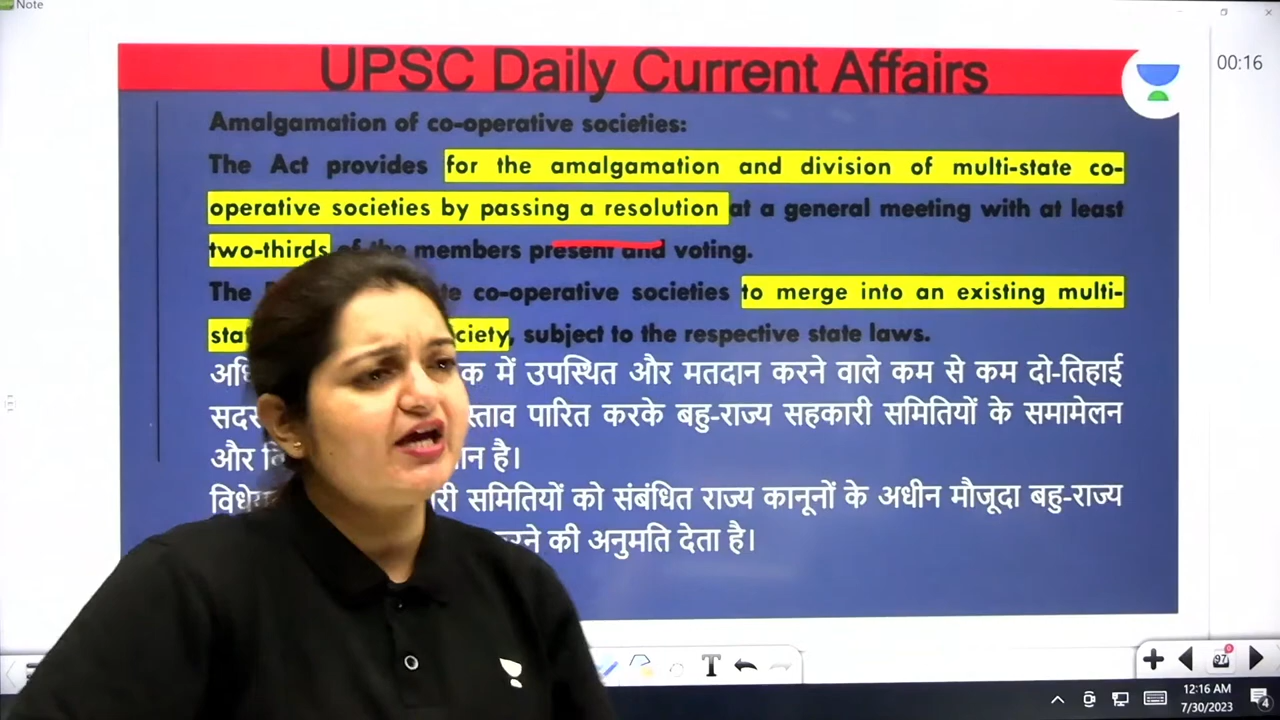 Note
UPSC Daily Current Affairs
00:16
Amalgamation of co-operative societies:
The Act provides for the amalgamation and division of multi-state co-
operative societies by passing a resolution at a general meeting with at least
two-thirds of the members present and voting.
The co-operative societies to merge into an existing multi-
subject to the respective state laws.
में उपस्थित और मतदान करने वाले कम से कम दो-तिहाई
पारित करके बहु-राज्य सहकारी समितियों के समामेलन
और है।
समितियों को संबंधित राज्य कानूनों के अधीन मौजूदा बहु-राज्य
की अनुमति देता है।
T
97
12:16 AM
7/30/2023
4